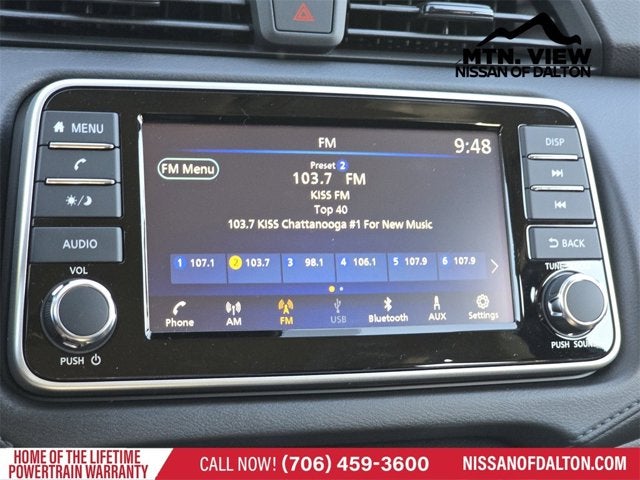 MTN. VIEW
NISSAN OF DALTON
MENU
AUDIO
VOL
PUSH
FM
9:48
FM Menu
Preset 2
103.7 FM
KISS FM
Top 40
103.7 KISS Chattanooga #1 For New Music
1 107.1 2 103.7 3 98.1 4 106.1 5 107.9 6 107.9
Phone AM FM USB Bluetooth AUX Settings
DISP
BACK
TUNE
PUSH SOUND
HOME OF THE LIFETIME
POWERTRAIN WARRANTY
CALL NOW! (706) 459-3600
NISSANOFDALTON.COM